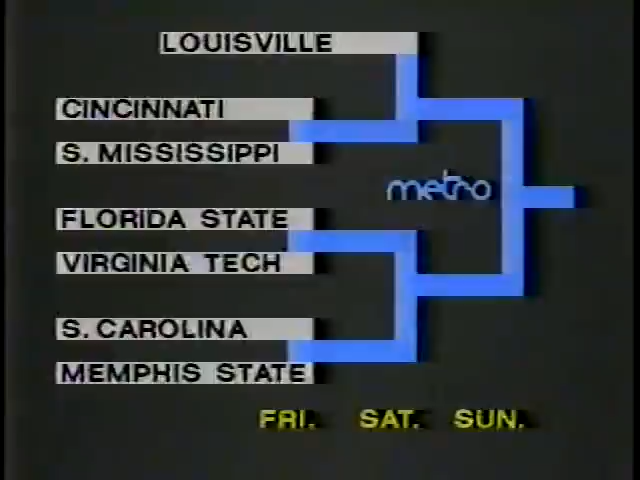 LOUISVILLE
CINCINNATI
S. MISSISSIPPI
metro
FLORIDA STATE
VIRGINIA TECH
S. CAROLINA
MEMPHIS STATE
FRI. SAT. SUN.